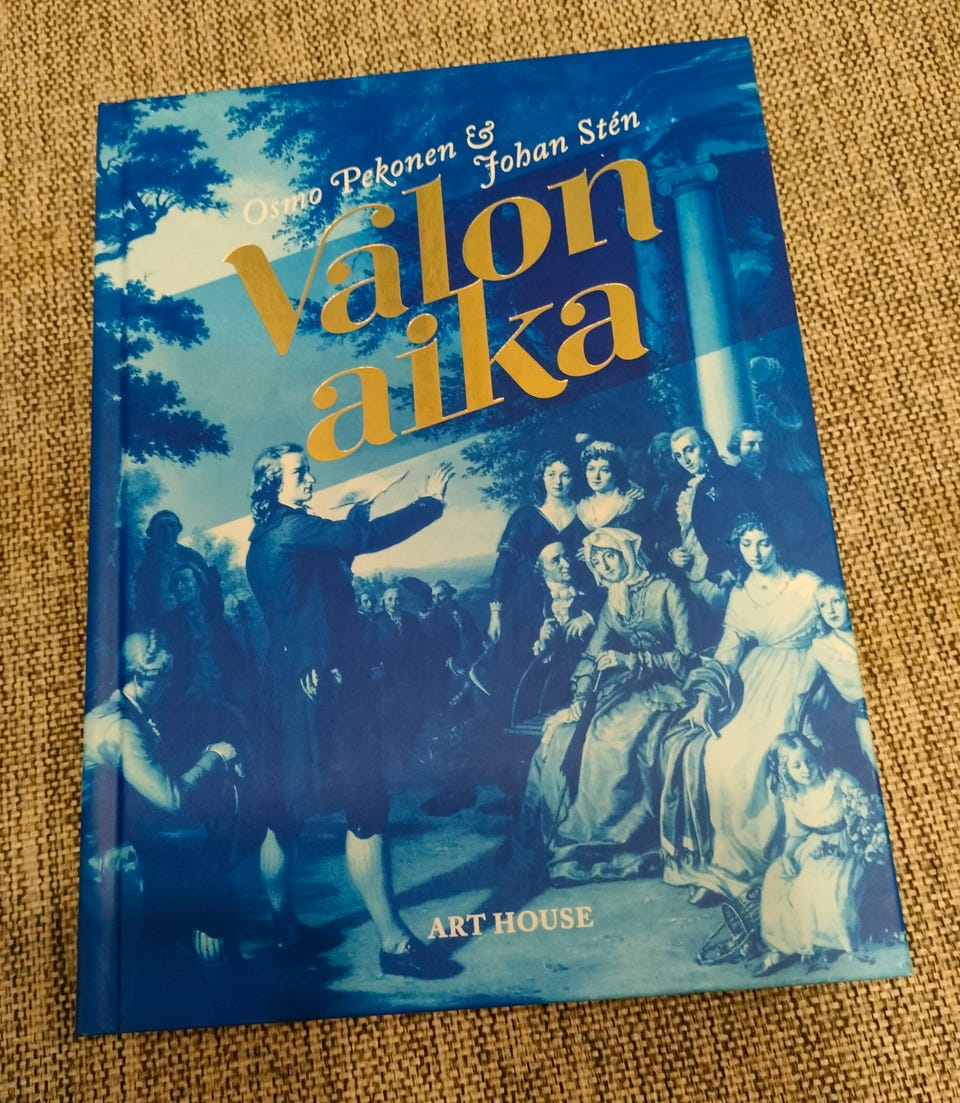 Osmo Pekonen &
Johan Stén
Valon
aika
ART HOUSE